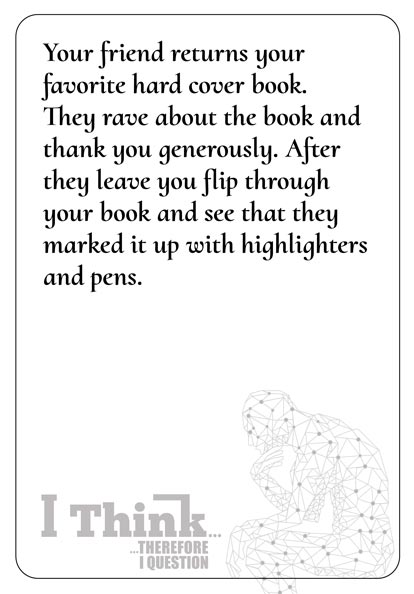 Your friend returns your
favorite hard cover book.
They rave about the book and
thank you generously. After
they leave you flip through
your book and see that they
marked it up with highlighters
and pens.
I Think...
...THEREFORE
I QUESTION